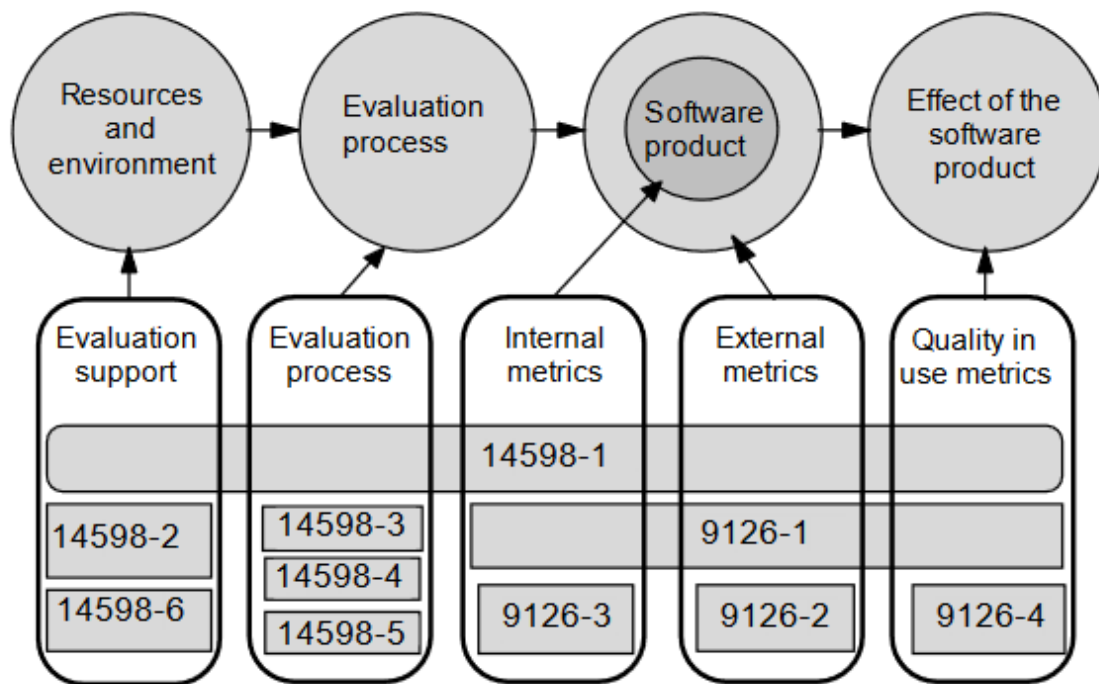 Resources
and
environment
Evaluation
process
Software
product
Effect of the
software
product
Evaluation
support
Evaluation
process
Internal
metrics
External
metrics
Quality in
use metrics
14598-1
14598-2
14598-6
14598-3
14598-4
14598-5
9126-1
9126-3
9126-2
9126-4